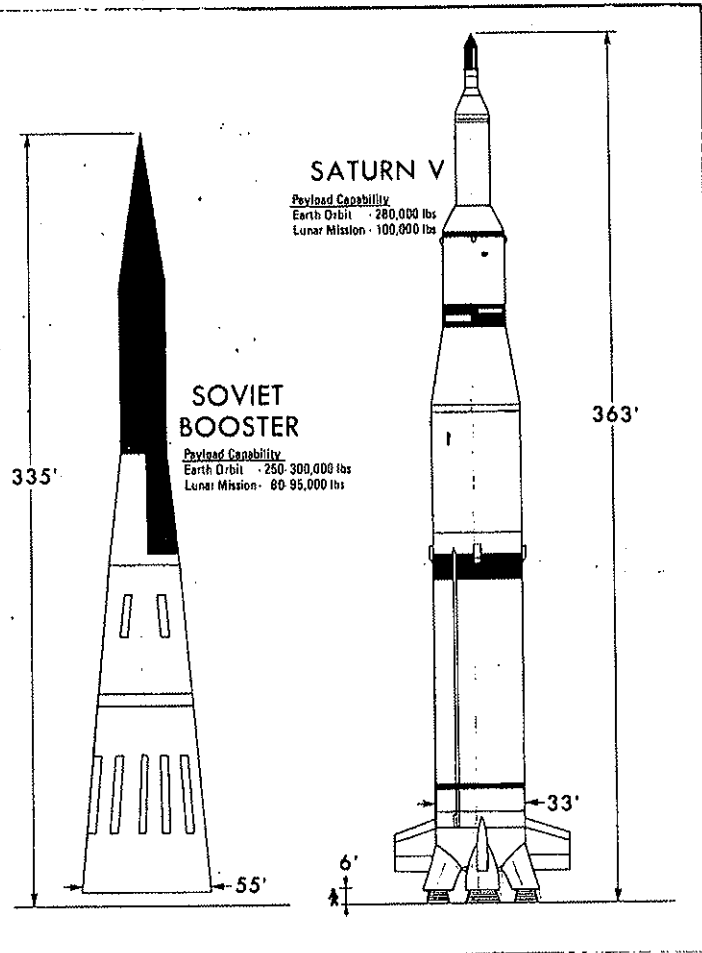 SATURN V
Payload Capability
Earth Orbit - 280,000 lbs
Lunar Mission - 100,000 lbs
SOVIET
BOOSTER
Payload Capability
Earth Orbit - 250-300,000 lbs
Lunar Mission - 80-95,000 lbs
335'
363'
33'
6'
55'